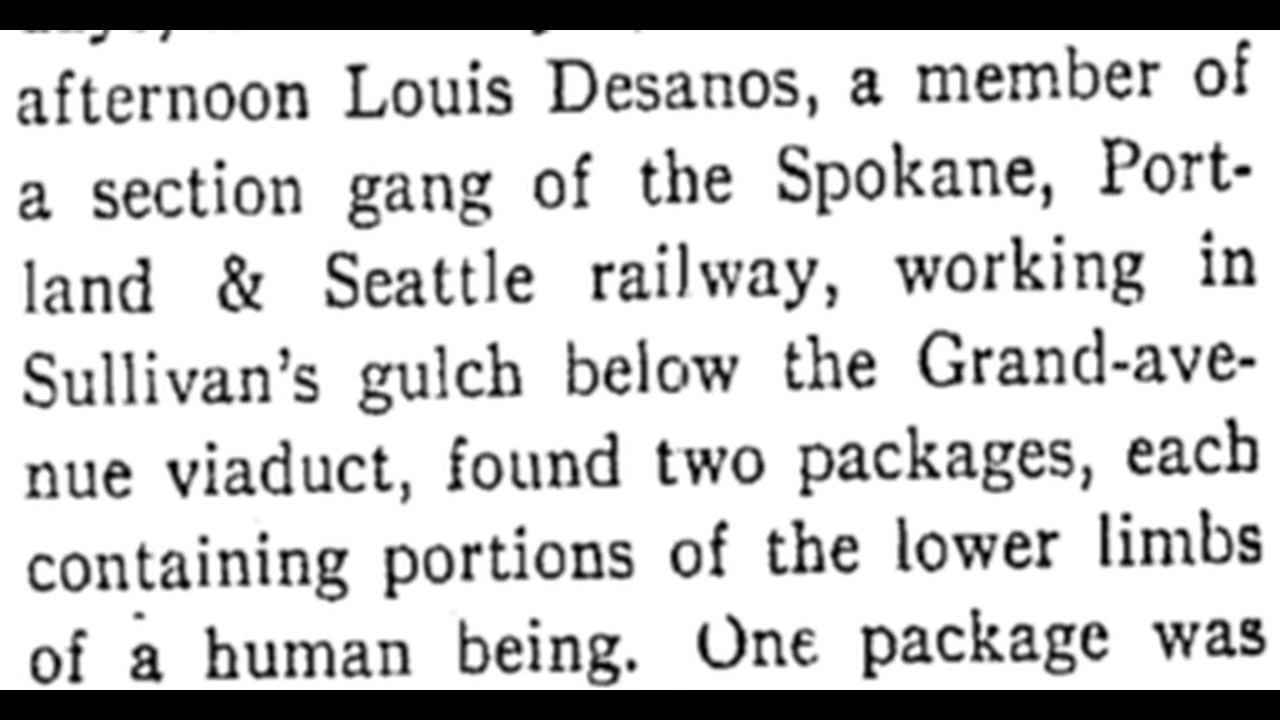 afternoon Louis Desanos, a member of
a section gang of the Spokane, Port-
land & Seattle railway, working in
Sullivan's gulch below the Grand-ave-
nue viaduct, found two packages, each
containing portions of the lower limbs
of a human being. One package was